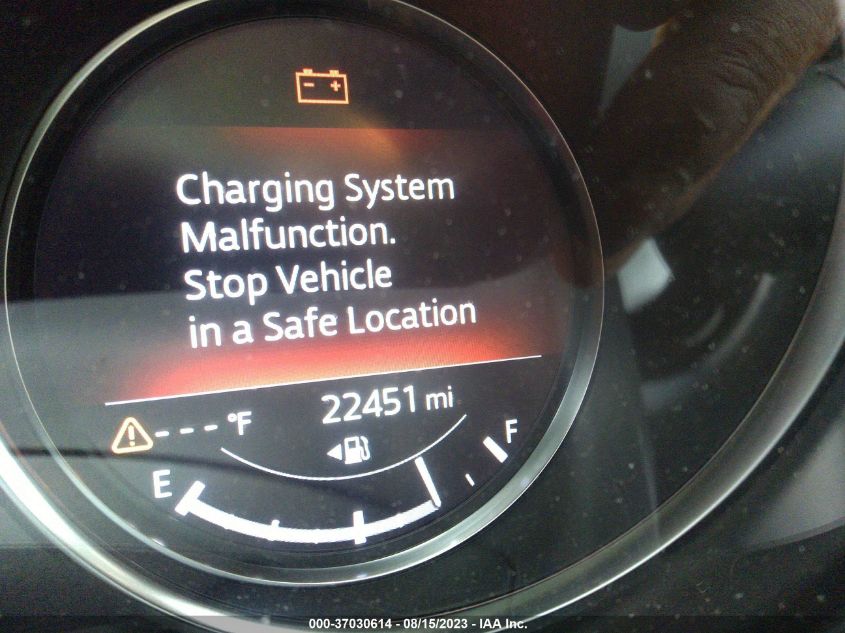 Charging System
Malfunction.
Stop Vehicle
in a Safe Location
---°F
22451 mi
E
F
000-37030614 - 08/15/2023 - IAA Inc.